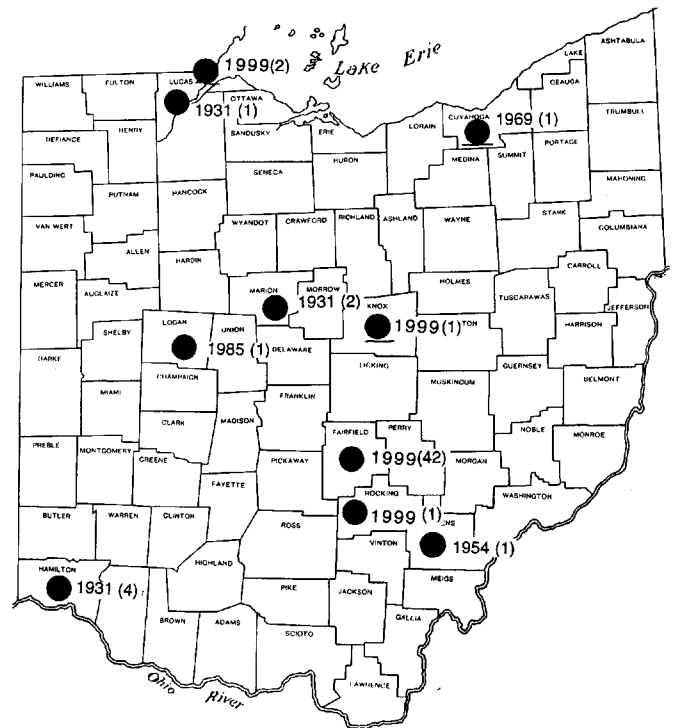 Lake Erie
ASHTABULA
LAKE
GEAUGA
1999(2)
WILLIAMS
FULTON
LUCAS
1931 (1)
OTTAWA
CUYAHOGA
1969 (1)
TRUMBULL
DEFIANCE
HENRY
SANDUSKY
ERIE
LORAIN
PORTAGE
HURON
MEDINA
SUMMIT
PAULDING
SENECA
MAHONING
PUTNAM
HANCOCK
VAN WERT
WYANDOT
CRAWFORD
RICHLAND
ASHLAND
WAYNE
STARK
COLUMBIANA
ALLEN
HARDIN
CARROLL
MERCER
AUGLAIZE
MARION
MORROW
HOLMES
1931 (2)
KNOX
TUSCARAWAS
JEFFERSON
LOGAN
UNION
1999 (1)
TON
HARRISON
SHELBY
1985 (1)
DELAWARE
DARKE
CHAMPAIGN
LICKING
GUERNSEY
BELMONT
MIAMI
MUSKINGUM
FRANKLIN
CLARK
MADISON
FAIRFIELD
PERRY
NOBLE
MONROE
PREBLE
MONTGOMERY
GREENE
PICKAWAY
1999(42)
MORGAN
FAYETTE
HOCKING
WASHINGTON
BUTLER
WARREN
CLINTON
ROSS
1999 (1)
ENS
VINTON
1954 (1)
HAMILTON
HIGHLAND
MEIGS
1931 (4)
PIKE
JACKSON
BROWN
ADAMS
GALLIA
SCIOTO
LAWRENCE
Ohio River